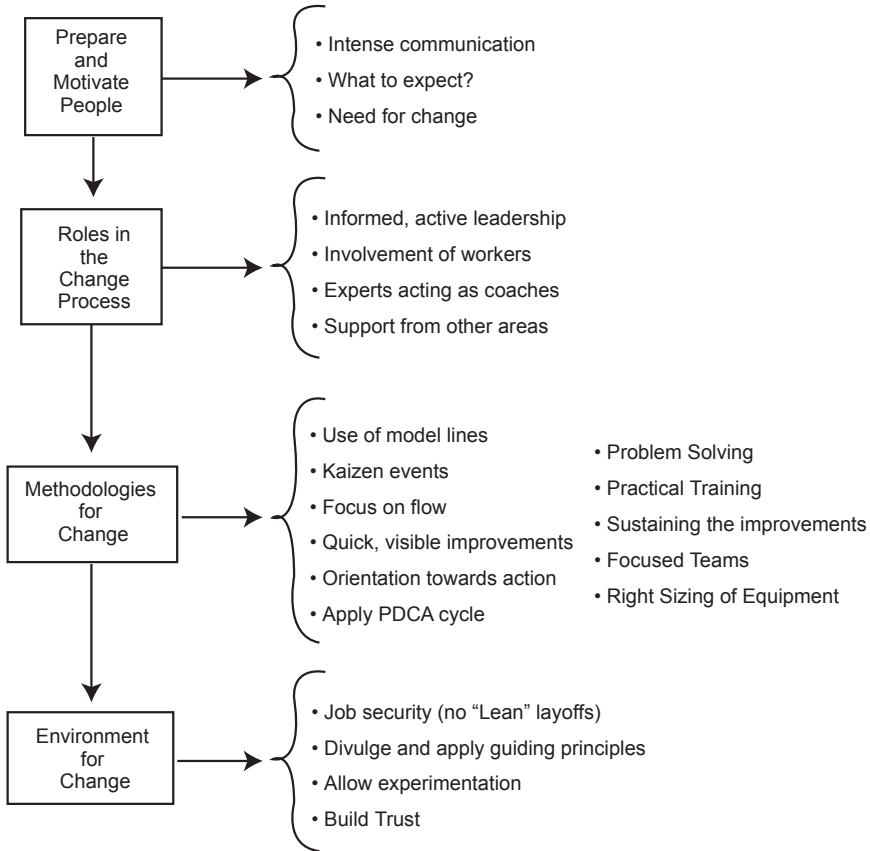 Prepare
and
Motivate
People
• Intense communication
• What to expect?
• Need for change
Roles in
the
Change
Process
• Informed, active leadership
• Involvement of workers
• Experts acting as coaches
• Support from other areas
Methodologies
for
Change
• Use of model lines
• Kaizen events
• Focus on flow
• Quick, visible improvements
• Orientation towards action
• Apply PDCA cycle
• Problem Solving
• Practical Training
• Sustaining the improvements
• Focused Teams
• Right Sizing of Equipment
Environment
for
Change
• Job security (no “Lean” layoffs)
• Divulge and apply guiding principles
• Allow experimentation
• Build Trust